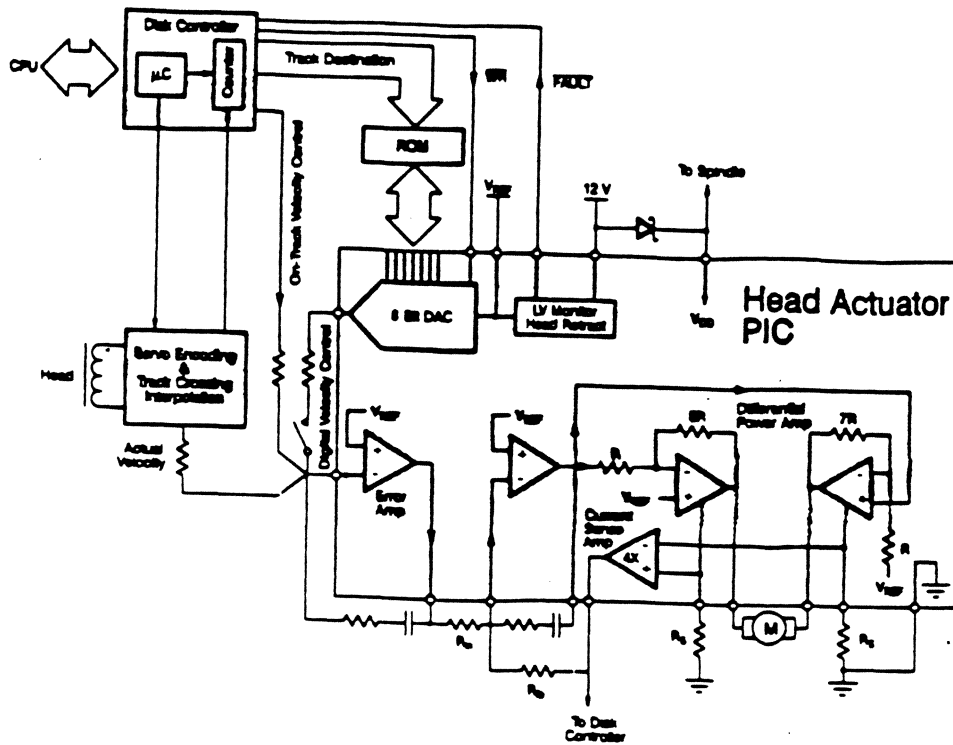 Disk Controller
CPU
μC
Counter
Track Destination
WR
FAULT
ROM
On-Track Velocity Control
VREF
12 V
To Spindle
8 Bit DAC
LV Monitor
Head Retract
VDD
Head Actuator
PIC
Head
Servo Encoding
&
Track Crossing
Interpolation
Actual
Velocity
Digital Velocity Control
VREF
+
-
Error
Amp
VREF
+
-
R
8R
-
+
VREF
Differential
Power Amp
7R
-
+
R
VREF
Current
Sense
Amp
4X
-
+
RS
M
RS
To Disk
Controller